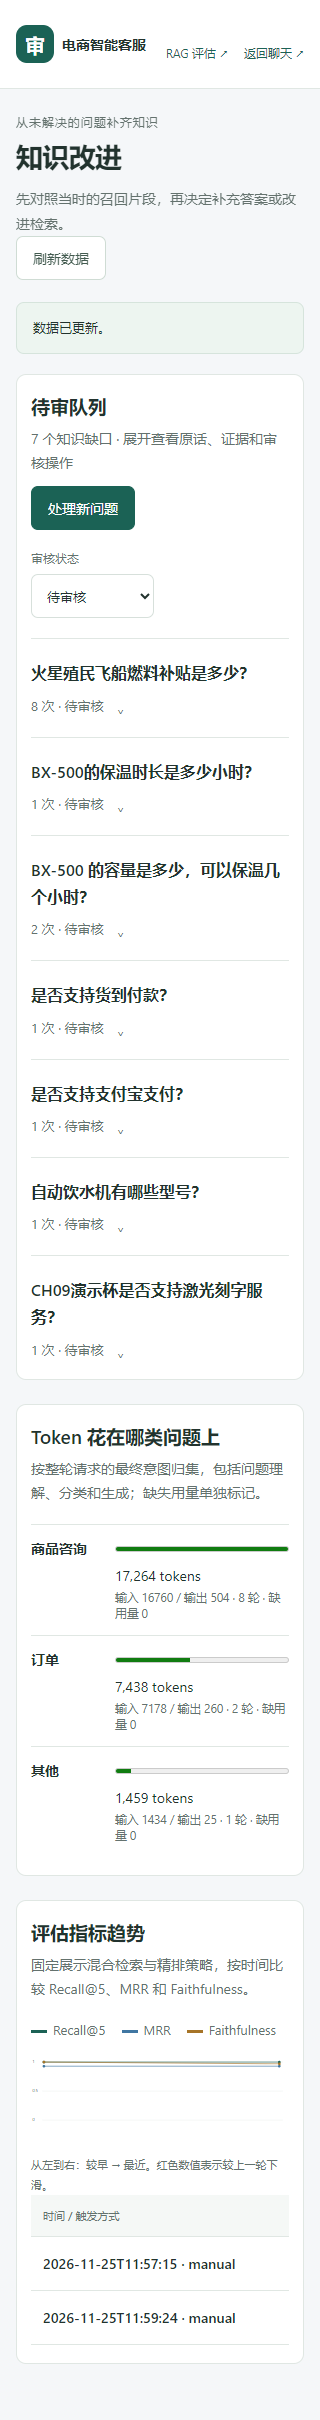 审 电商智能客服 RAG 评估 ↗ 返回聊天 ↗
从未解决的问题补齐知识
知识改进
先对照当时的召回片段，再决定补充答案或改
进检索。
刷新数据
数据已更新。
待审队列
7 个知识缺口 · 展开查看原话、证据和审
核操作
处理新问题
审核状态
待审核
火星殖民飞船燃料补贴是多少？
8 次 · 待审核
BX-500的保温时长是多少小时？
1 次 · 待审核
BX-500 的容量是多少，可以保温几
个小时？
2 次 · 待审核
是否支持货到付款？
1 次 · 待审核
是否支持支付宝支付？
1 次 · 待审核
自动饮水机有哪些型号？
1 次 · 待审核
CH09演示杯是否支持激光刻字服
务？
1 次 · 待审核
Token 花在哪类问题上
按整轮请求的最终意图归集，包括问题理
解、分类和生成；缺失用量单独标记。
商品咨询
17,264 tokens
输入 16760 / 输出 504 · 8 轮 · 缺
用量 0
订单
7,438 tokens
输入 7178 / 输出 260 · 2 轮 · 缺用
量 0
其他
1,459 tokens
输入 1434 / 输出 25 · 1 轮 · 缺用
量 0
评估指标趋势
固定展示混合检索与精排策略，按时间比
较 Recall@5、MRR 和 Faithfulness。
Recall@5 MRR Faithfulness
1
0.5
0
从左到右：较早 → 最近。红色数值表示较上一轮下
滑。
时间 / 触发方式
2026-11-25T11:57:15 · manual
2026-11-25T11:59:24 · manual